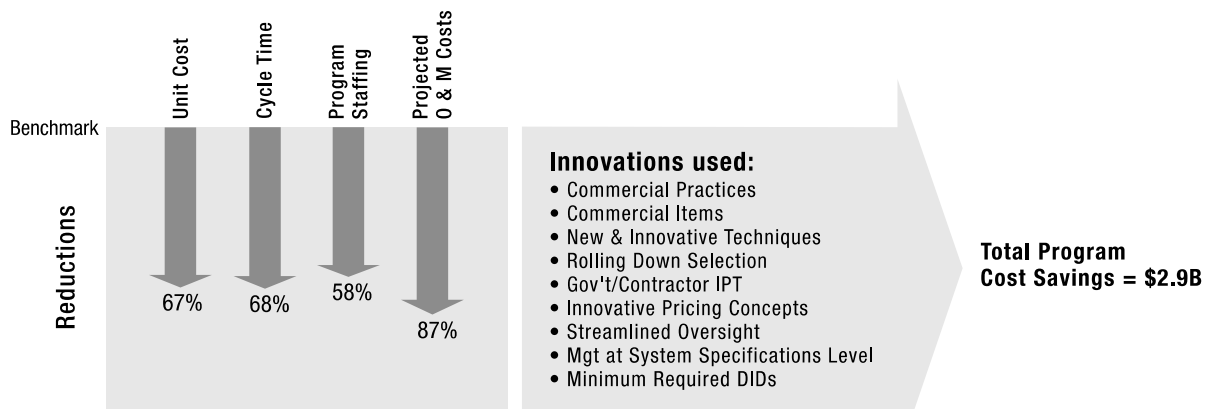 Unit Cost
Cycle Time
Program
Staffing
Projected
O & M Costs
Benchmark
Reductions
67%
68%
58%
87%
Innovations used:
• Commercial Practices
• Commercial Items
• New & Innovative Techniques
• Rolling Down Selection
• Gov't/Contractor IPT
• Innovative Pricing Concepts
• Streamlined Oversight
• Mgt at System Specifications Level
• Minimum Required DIDs
Total Program
Cost Savings = $2.9B